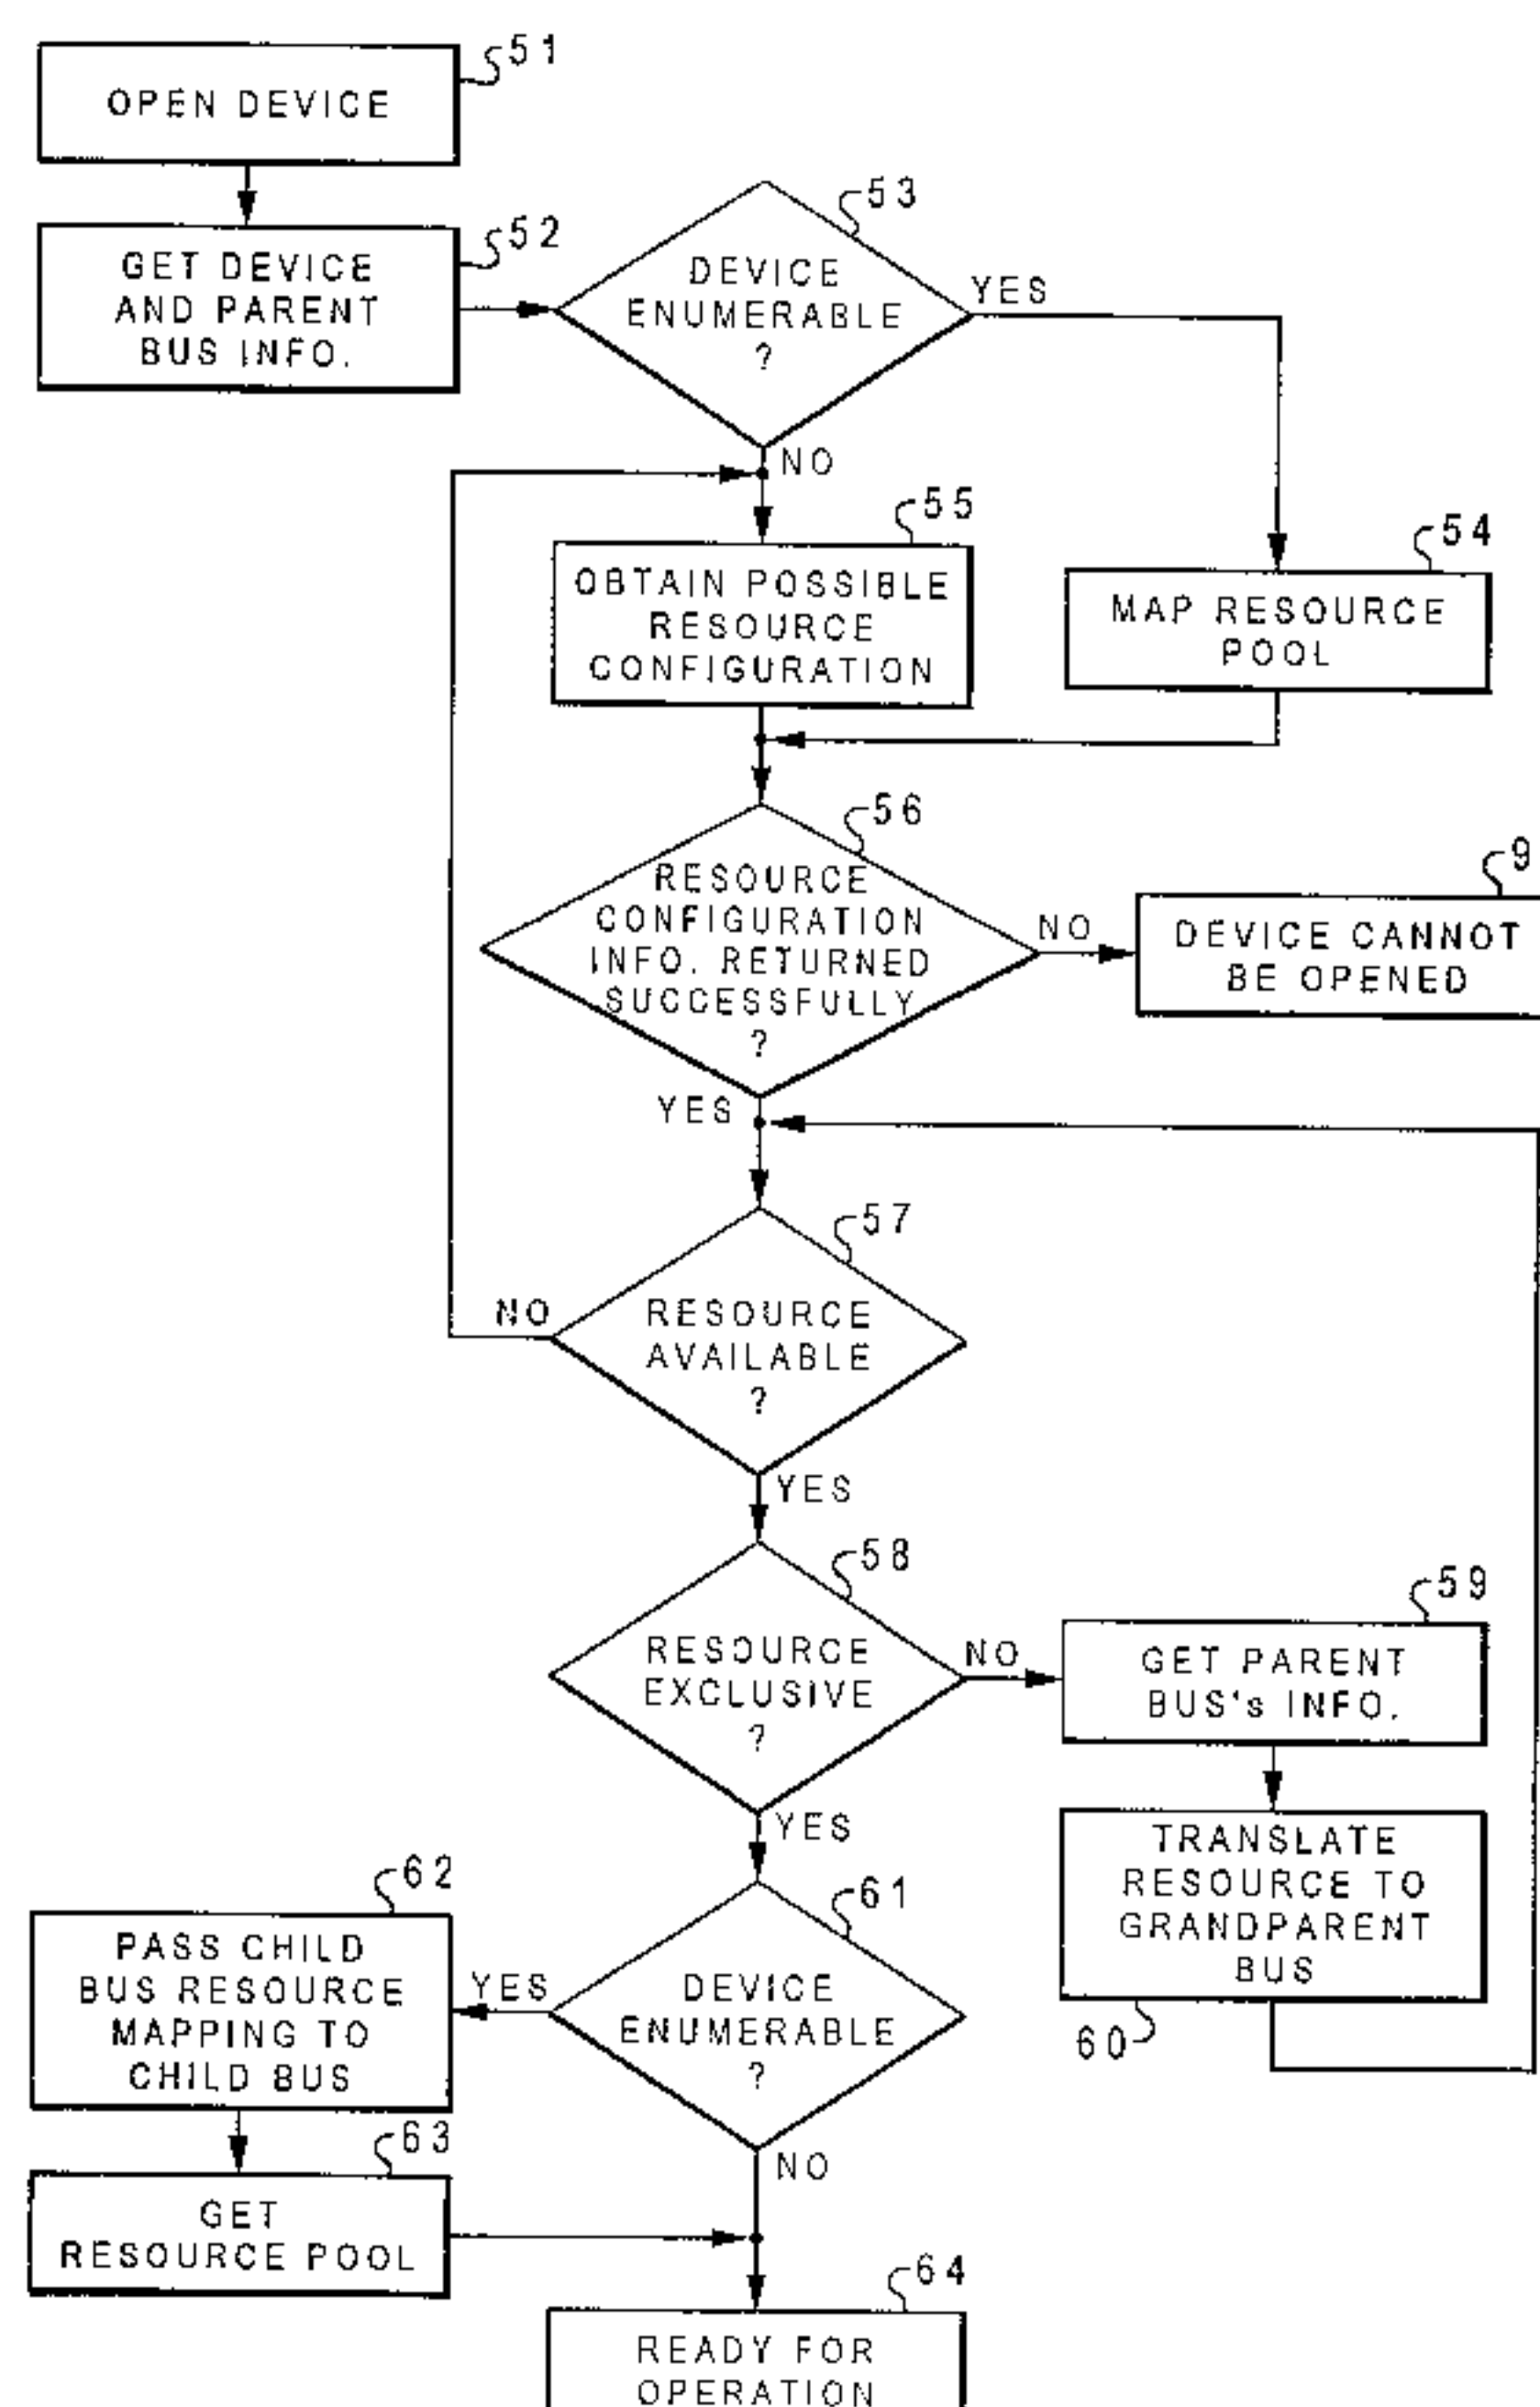 51
OPEN DEVICE
52
GET DEVICE
AND PARENT
BUS INFO.
53
DEVICE
ENUMERABLE
?
YES
NO
55
OBTAIN POSSIBLE
RESOURCE
CONFIGURATION
54
MAP RESOURCE
POOL
56
RESOURCE
CONFIGURATION
INFO. RETURNED
SUCCESSFULLY
?
NO
9
DEVICE CANNOT
BE OPENED
YES
57
NO
RESOURCE
AVAILABLE
?
YES
58
RESOURCE
EXCLUSIVE
?
NO
59
GET PARENT
BUS's INFO.
YES
TRANSLATE
RESOURCE TO
GRANDPARENT
BUS
60
61
DEVICE
ENUMERABLE
?
YES
62
PASS CHILD
BUS RESOURCE
MAPPING TO
CHILD BUS
63
GET
RESOURCE POOL
NO
64
READY FOR
OPERATION